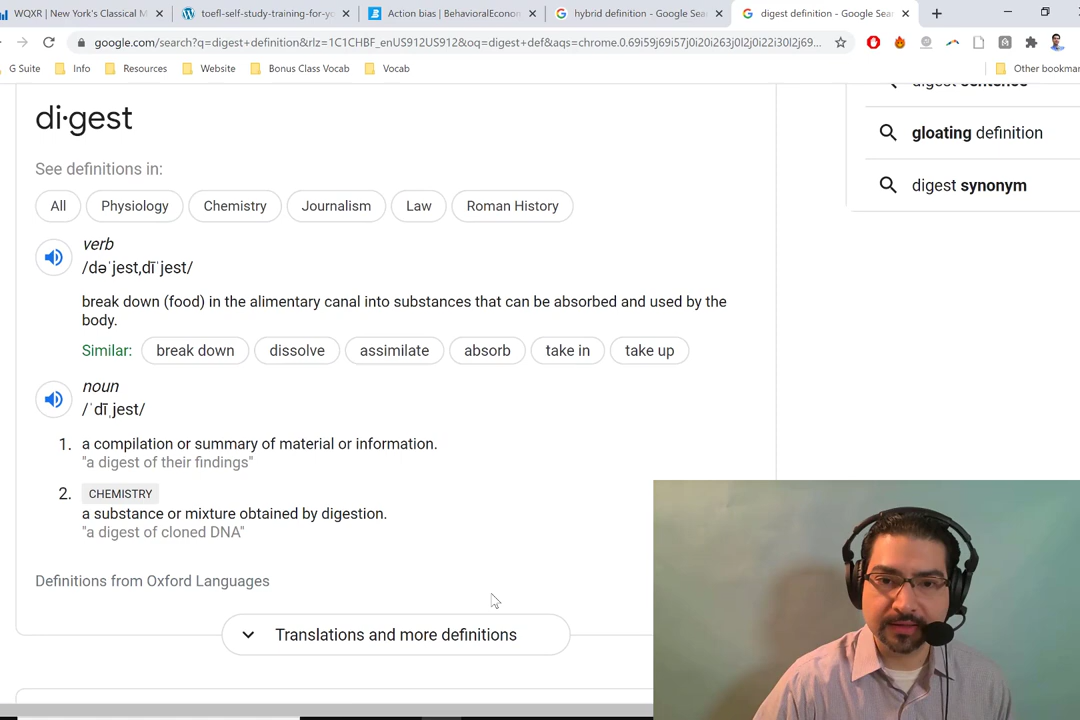 WQXR | New York's Classical M
toefl-self-study-training-for-yo
Action bias | BehavioralEconom
hybrid definition - Google Sear
digest definition - Google Sear
google.com/search?q=digest+definition&rlz=1C1CHBF_enUS912US912&oq=digest+def&aqs=chrome.0.69i59j69i57j0i20i263j0l2j0i22i30l2j69...
G Suite
Info
Resources
Website
Bonus Class Vocab
Vocab
Other bookmar
di·gest
See definitions in:
All
Physiology
Chemistry
Journalism
Law
Roman History
verb
/dəˈjest,dīˈjest/
break down (food) in the alimentary canal into substances that can be absorbed and used by the
body.
Similar:
break down
dissolve
assimilate
absorb
take in
take up
noun
/ˈdīˌjest/
1. a compilation or summary of material or information.
"a digest of their findings"
2. CHEMISTRY
a substance or mixture obtained by digestion.
"a digest of cloned DNA"
Definitions from Oxford Languages
Translations and more definitions
digest sentence
gloating definition
digest synonym